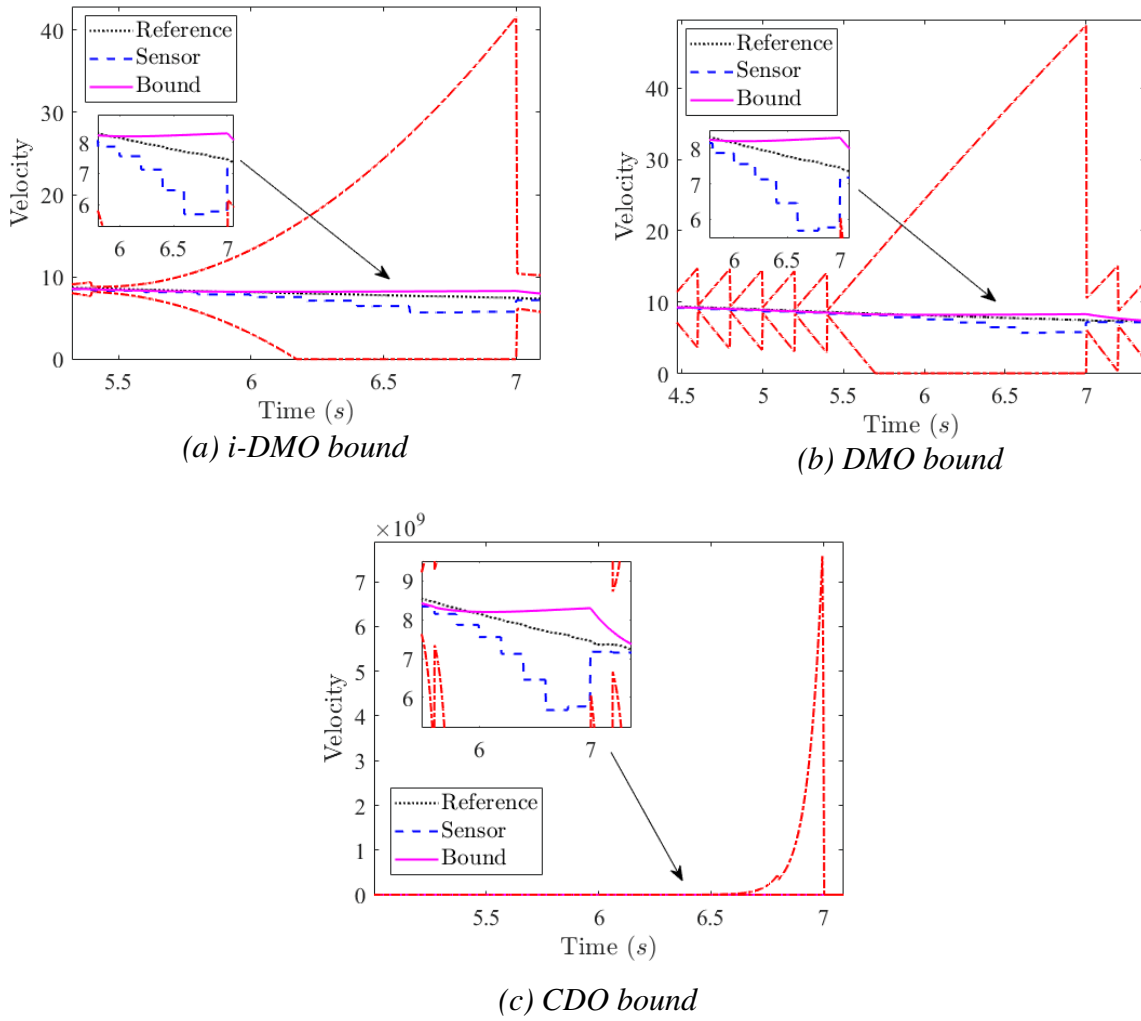 40
30
20
10
0
Velocity
Reference
Sensor
Bound
8
7
6
6
6.5
7
5.5
6
6.5
7
Time (s)
(a) i-DMO bound
50
40
30
20
10
0
Velocity
Reference
Sensor
Bound
8
7
6
6
6.5
7
4.5
5
5.5
6
6.5
7
Time (s)
(b) DMO bound
×10⁹
7
6
5
4
3
2
1
0
Velocity
9
8
7
6
6
7
Reference
Sensor
Bound
5.5
6
6.5
7
Time (s)
(c) CDO bound